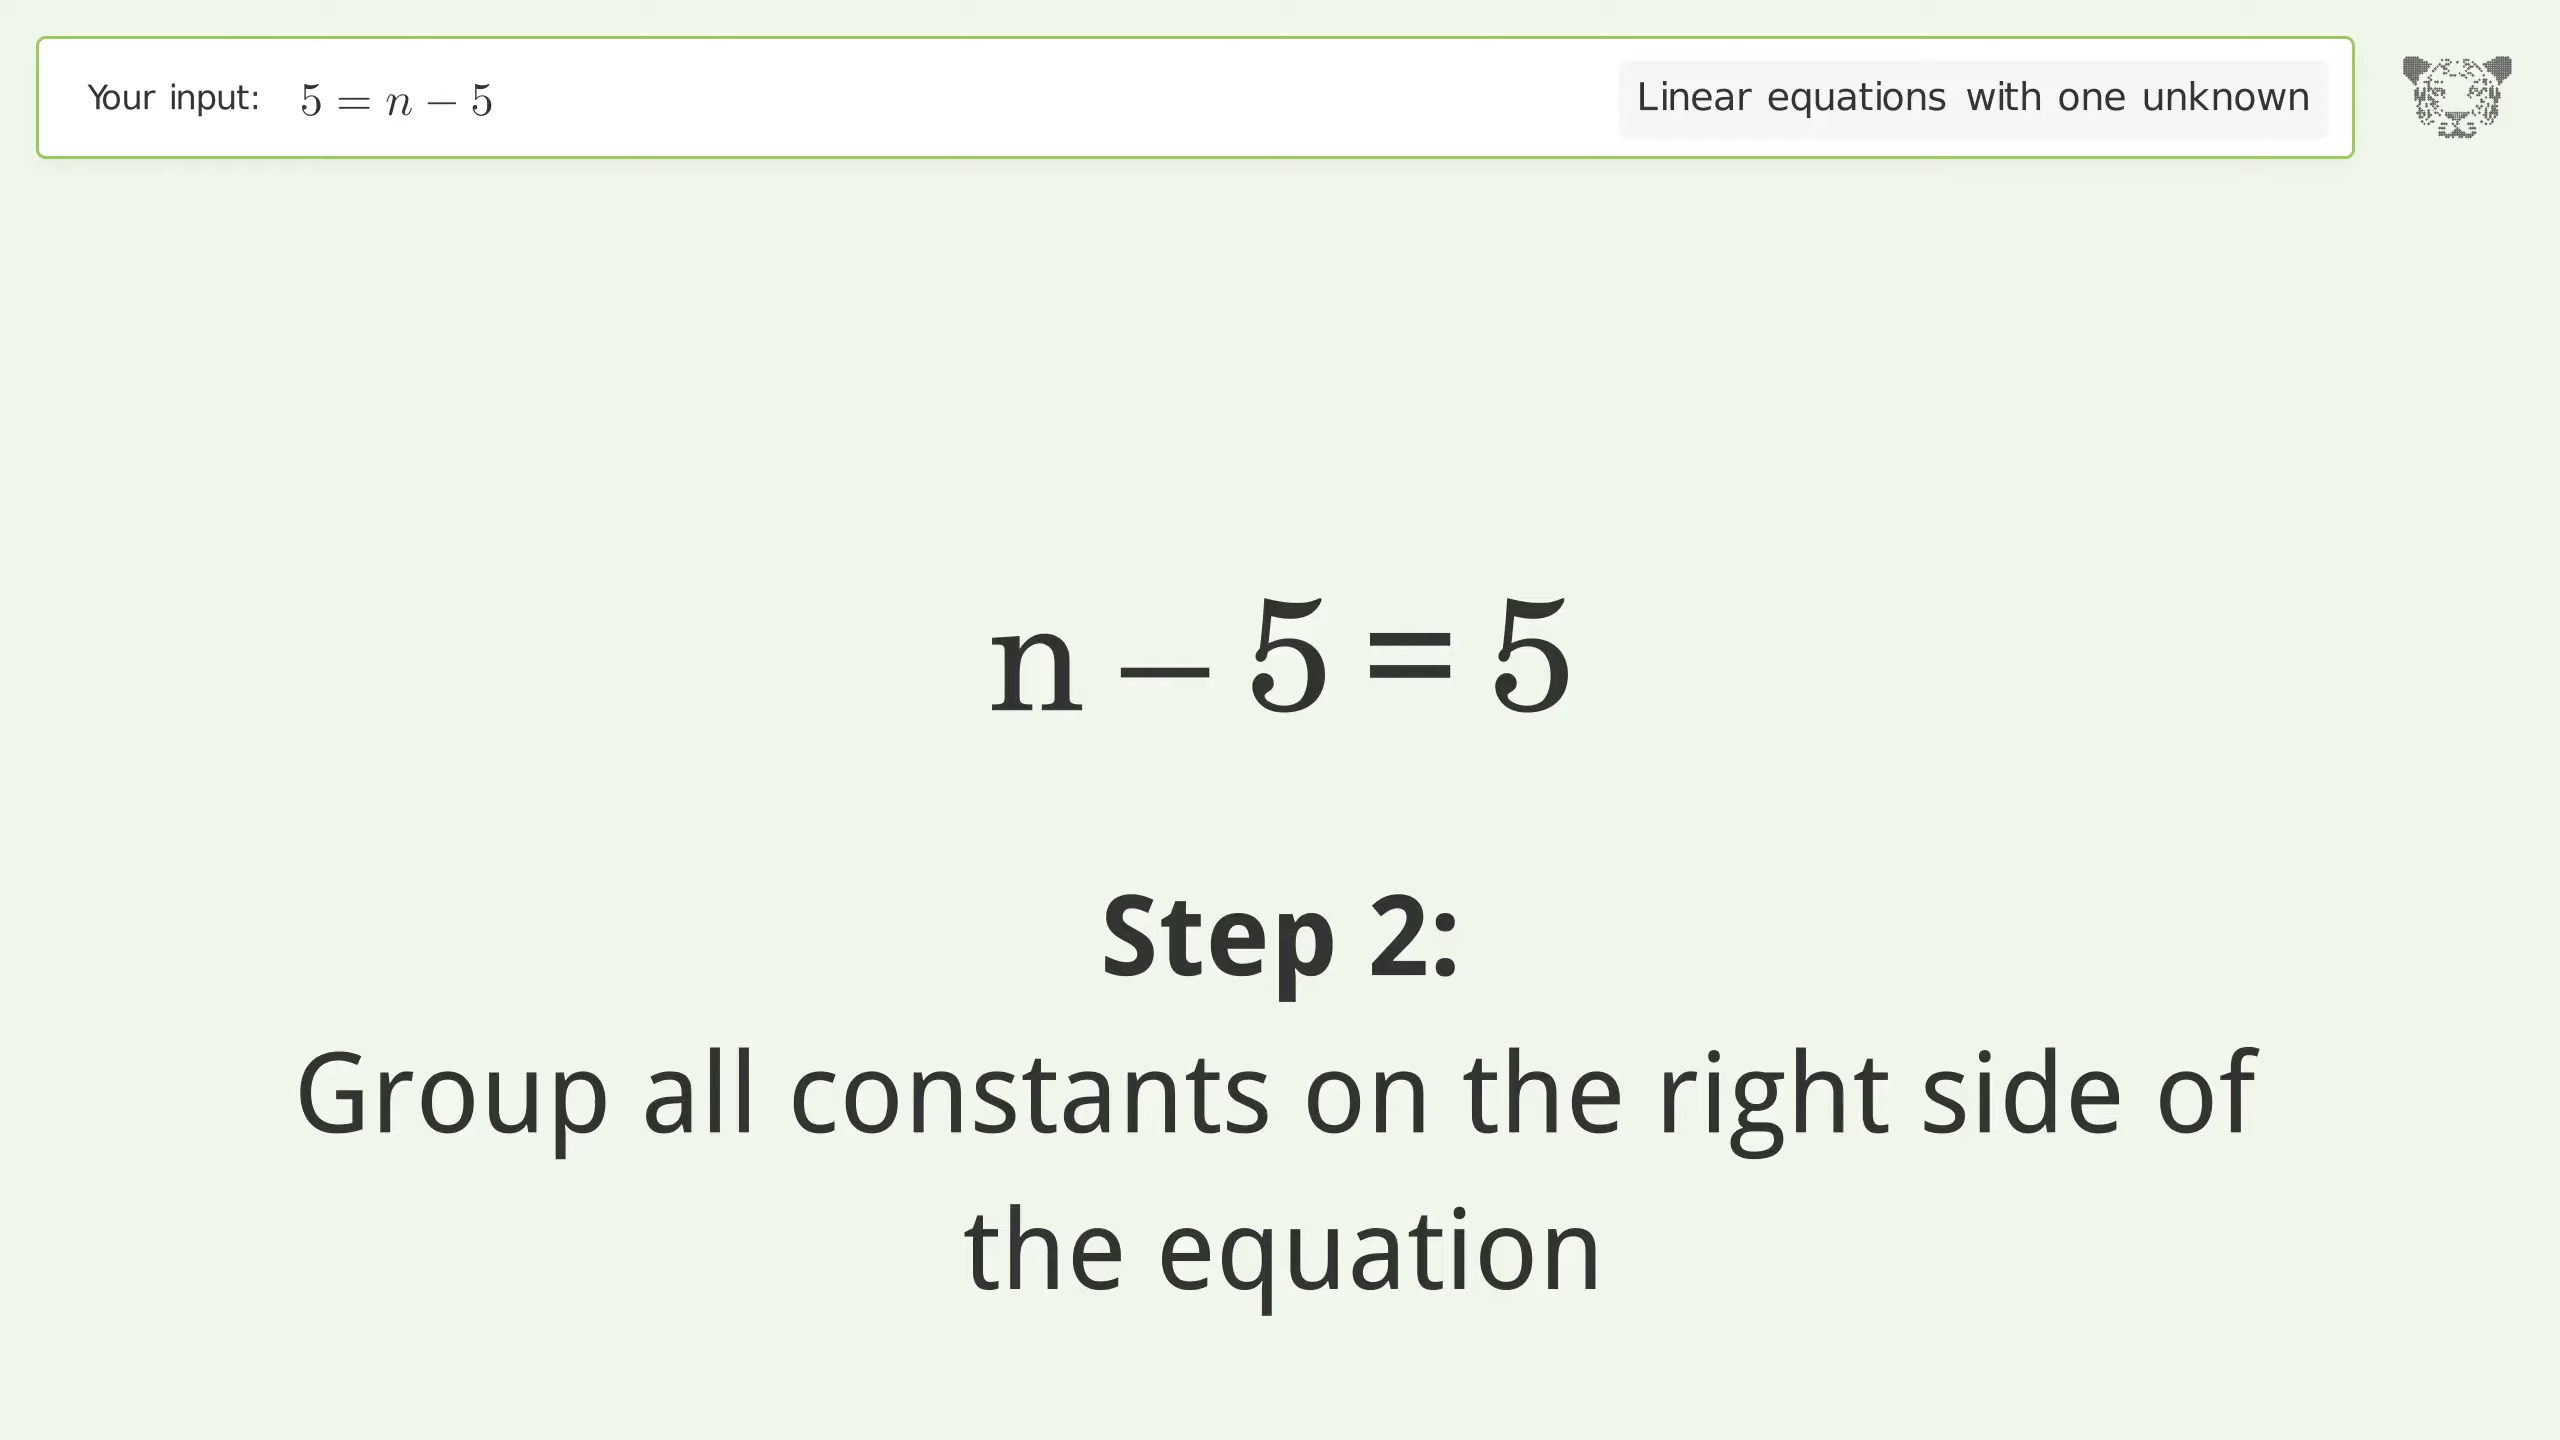 Your input: 5 = n − 5
Linear equations with one unknown
n − 5 = 5
Step 2:
Group all constants on the right side of
the equation